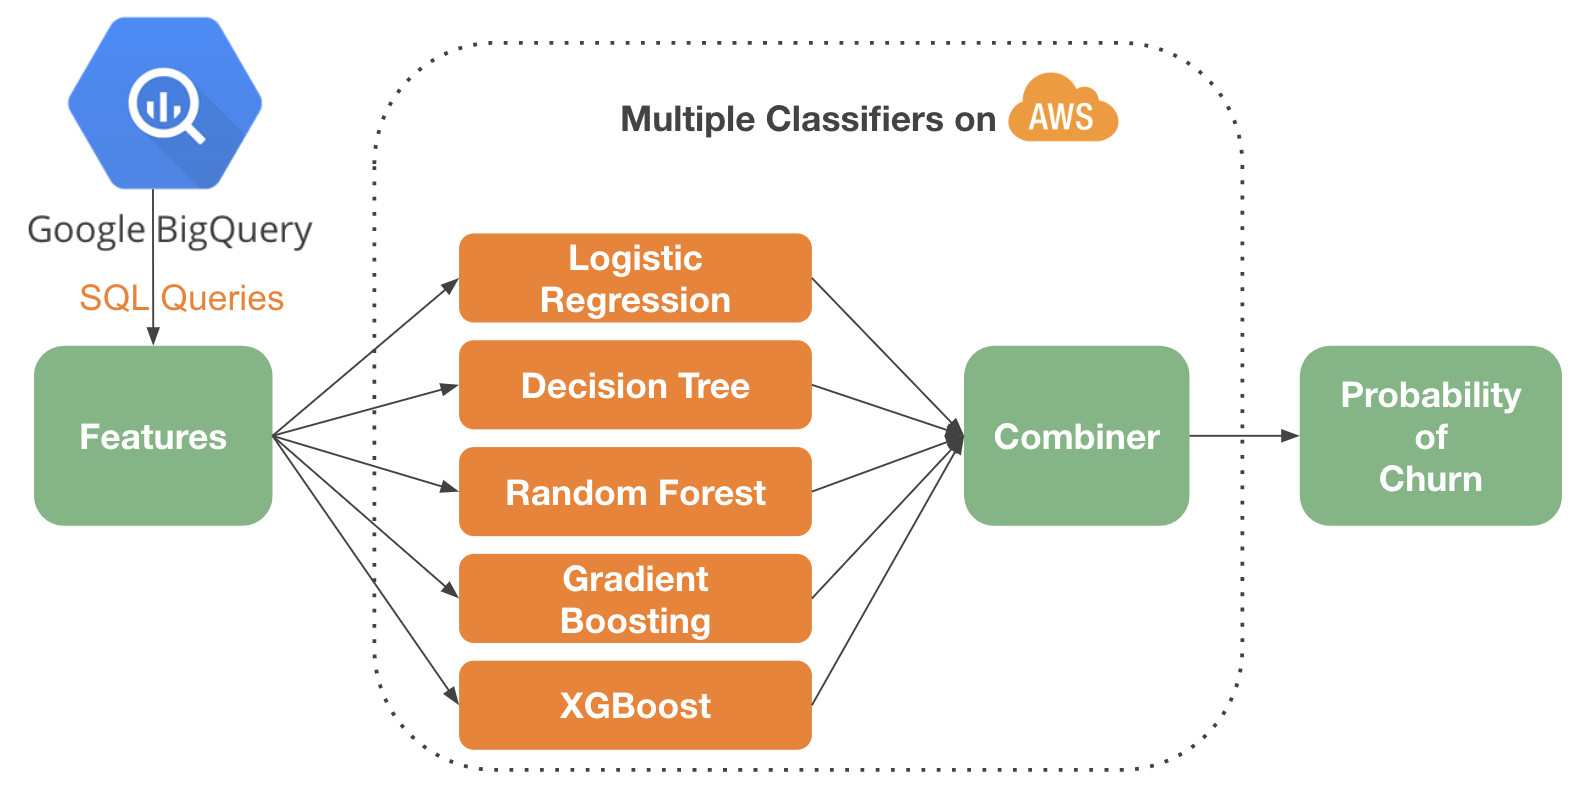 Multiple Classifiers on AWS
Google BigQuery
SQL Queries
Features
Logistic
Regression
Decision Tree
Random Forest
Gradient
Boosting
XGBoost
Combiner
Probability
of
Churn